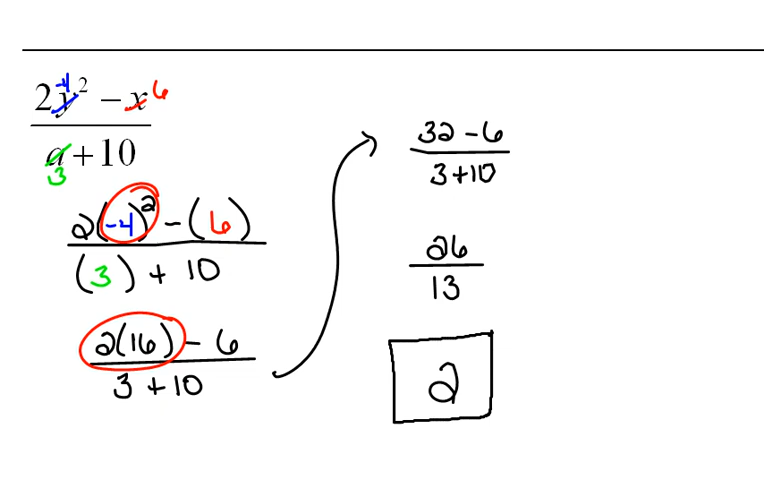 2y² - x
-4 6
a + 10
3
2(-4)² - (6)
(3) + 10
2(16) - 6
3 + 10
32 - 6
3 + 10
26
13
2